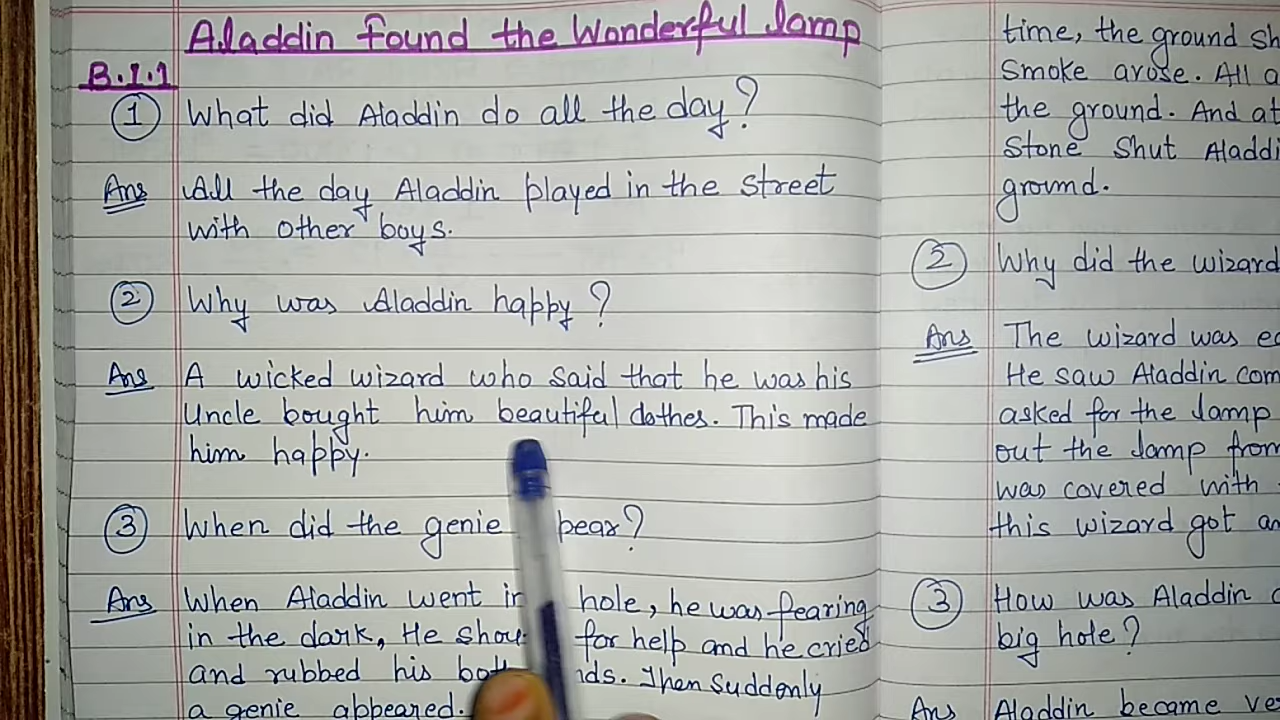 Aladdin found the Wonderful lamp
B.1.1
1 What did Aladdin do all the day?
Ans All the day Aladdin played in the street
with other boys.
2 Why was Aladdin happy?
Ans A wicked wizard who said that he was his
Uncle bought him beautiful clothes. This made
him happy.
3 When did the genie
Ans When Aladdin went hole, he was fearing
in the dark, He for help and he cried
and rubbed his Then suddenly
a genie appeared.
time, the ground
Smoke arose. All
the ground. And at
Stone Shut
ground.
2 Why did the wizard
Ans The wizard was
He saw Aladdin
asked for the lamp
out the lamp from
was covered with
this wizard got
3 How was Aladdin
big hole?
Ans Aladdin became